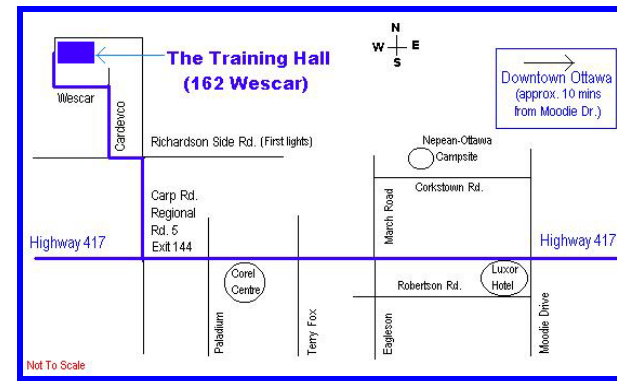 N
W E
S
The Training Hall
(162 Wescar)
Downtown Ottawa
(approx. 10 mins
from Moodie Dr.)
Wescar
Cardevco
Richardson Side Rd. (First lights)
Nepean-Ottawa
Campsite
Corkstown Rd.
March Road
Carp Rd.
Regional
Rd. 5
Exit 144
Highway 417
Highway 417
Corel
Centre
Luxor
Hotel
Robertson Rd.
Paladium
Terry Fox
Eagleson
Moodie Drive
Not To Scale